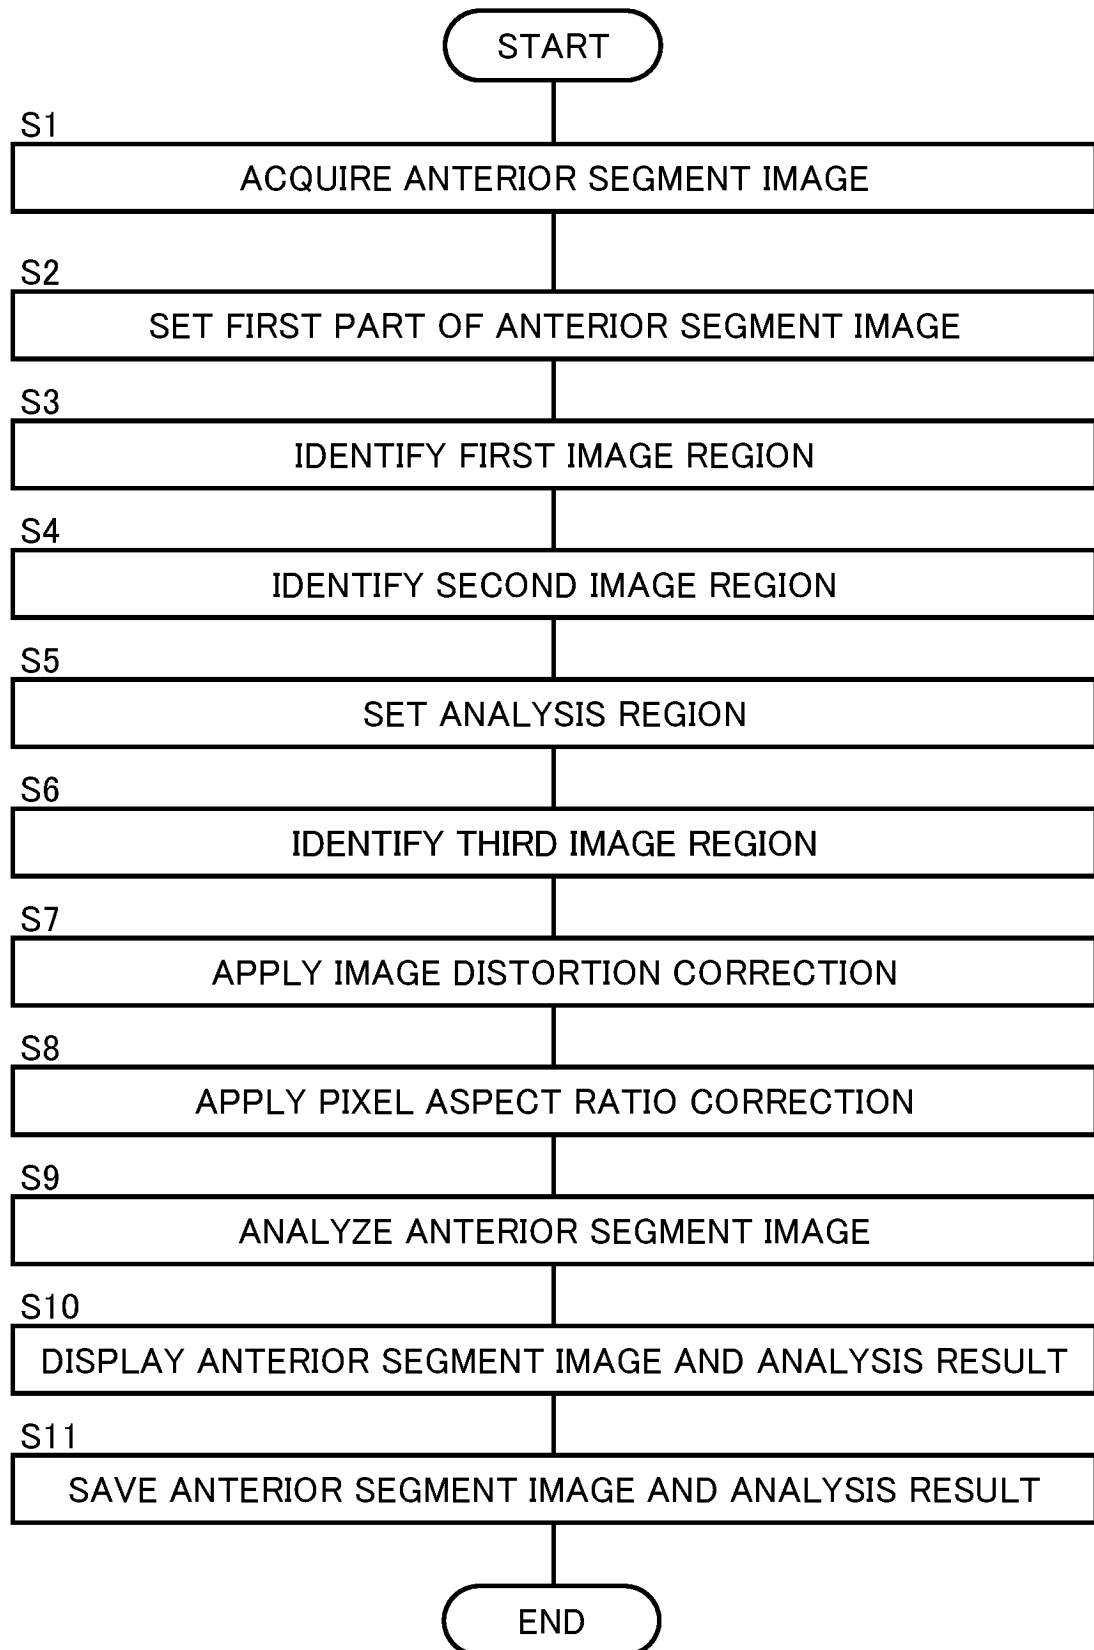 START
S1
ACQUIRE ANTERIOR SEGMENT IMAGE
S2
SET FIRST PART OF ANTERIOR SEGMENT IMAGE
S3
IDENTIFY FIRST IMAGE REGION
S4
IDENTIFY SECOND IMAGE REGION
S5
SET ANALYSIS REGION
S6
IDENTIFY THIRD IMAGE REGION
S7
APPLY IMAGE DISTORTION CORRECTION
S8
APPLY PIXEL ASPECT RATIO CORRECTION
S9
ANALYZE ANTERIOR SEGMENT IMAGE
S10
DISPLAY ANTERIOR SEGMENT IMAGE AND ANALYSIS RESULT
S11
SAVE ANTERIOR SEGMENT IMAGE AND ANALYSIS RESULT
END